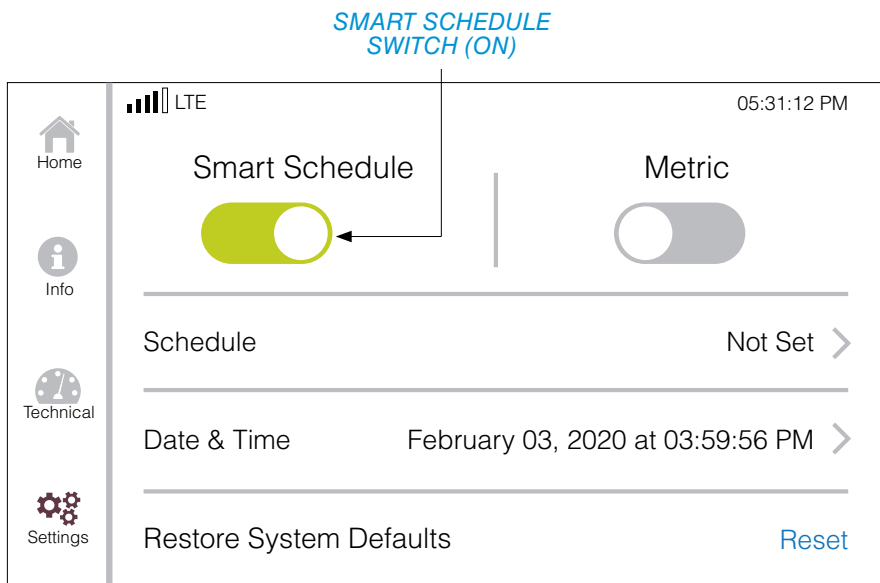 SMART SCHEDULE
SWITCH (ON)
LTE
05:31:12 PM
Home
Info
Technical
Settings
Smart Schedule
Metric
Schedule
Not Set
Date & Time
February 03, 2020 at 03:59:56 PM
Restore System Defaults
Reset